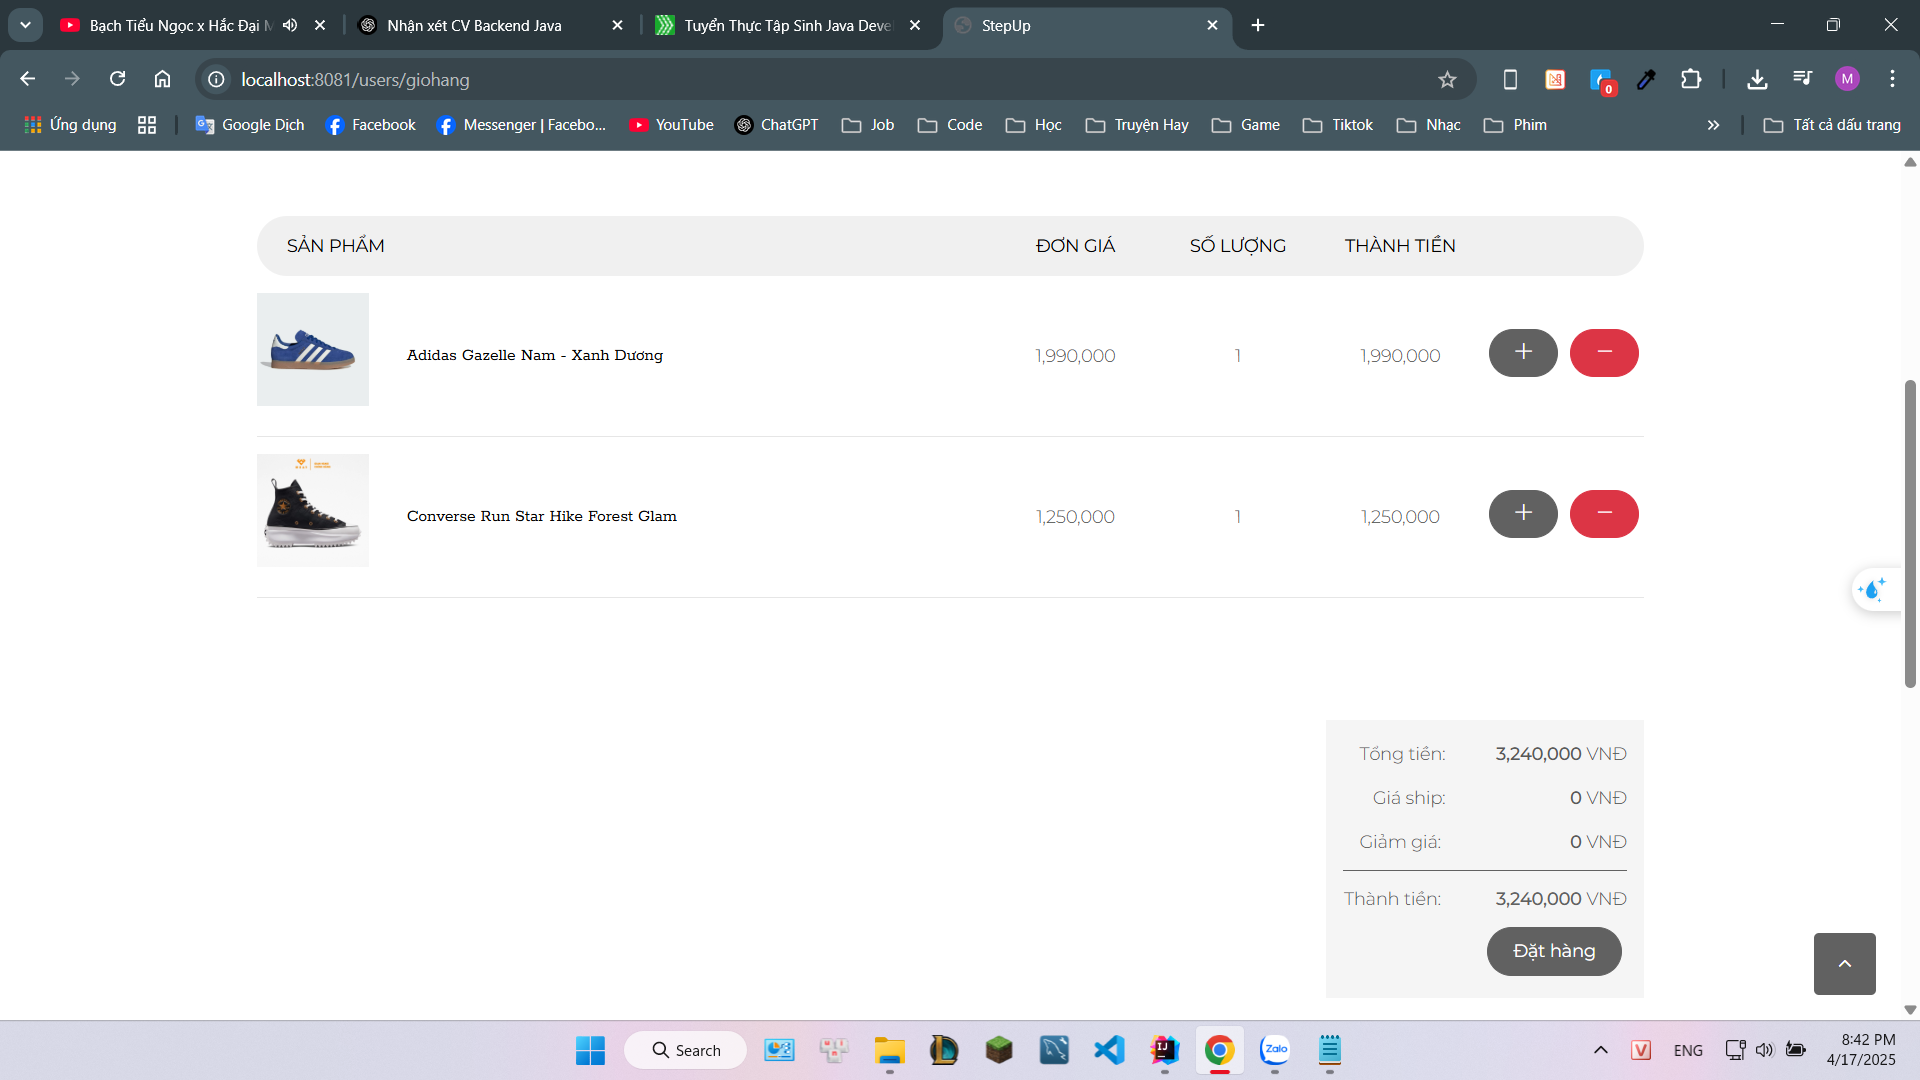 Bạch Tiểu Ngọc x Hắc Đại M
Nhận xét CV Backend Java
Tuyển Thực Tập Sinh Java Deve
StepUp
localhost:8081/users/giohang
0
M
Ứng dụng
Google Dịch
Facebook
Messenger | Facebo...
YouTube
ChatGPT
Job
Code
Học
Truyện Hay
Game
Tiktok
Nhạc
Phim
Tất cả dấu trang
SẢN PHẨM ĐƠN GIÁ SỐ LƯỢNG THÀNH TIỀN
Adidas Gazelle Nam - Xanh Dương 1,990,000 1 1,990,000 + −
Converse Run Star Hike Forest Glam 1,250,000 1 1,250,000 + −
Tổng tiền: 3,240,000 VNĐ
Giá ship: 0 VNĐ
Giảm giá: 0 VNĐ
Thành tiền: 3,240,000 VNĐ
Đặt hàng
Search
IJ
Zalo
V
ENG
8:42 PM
4/17/2025